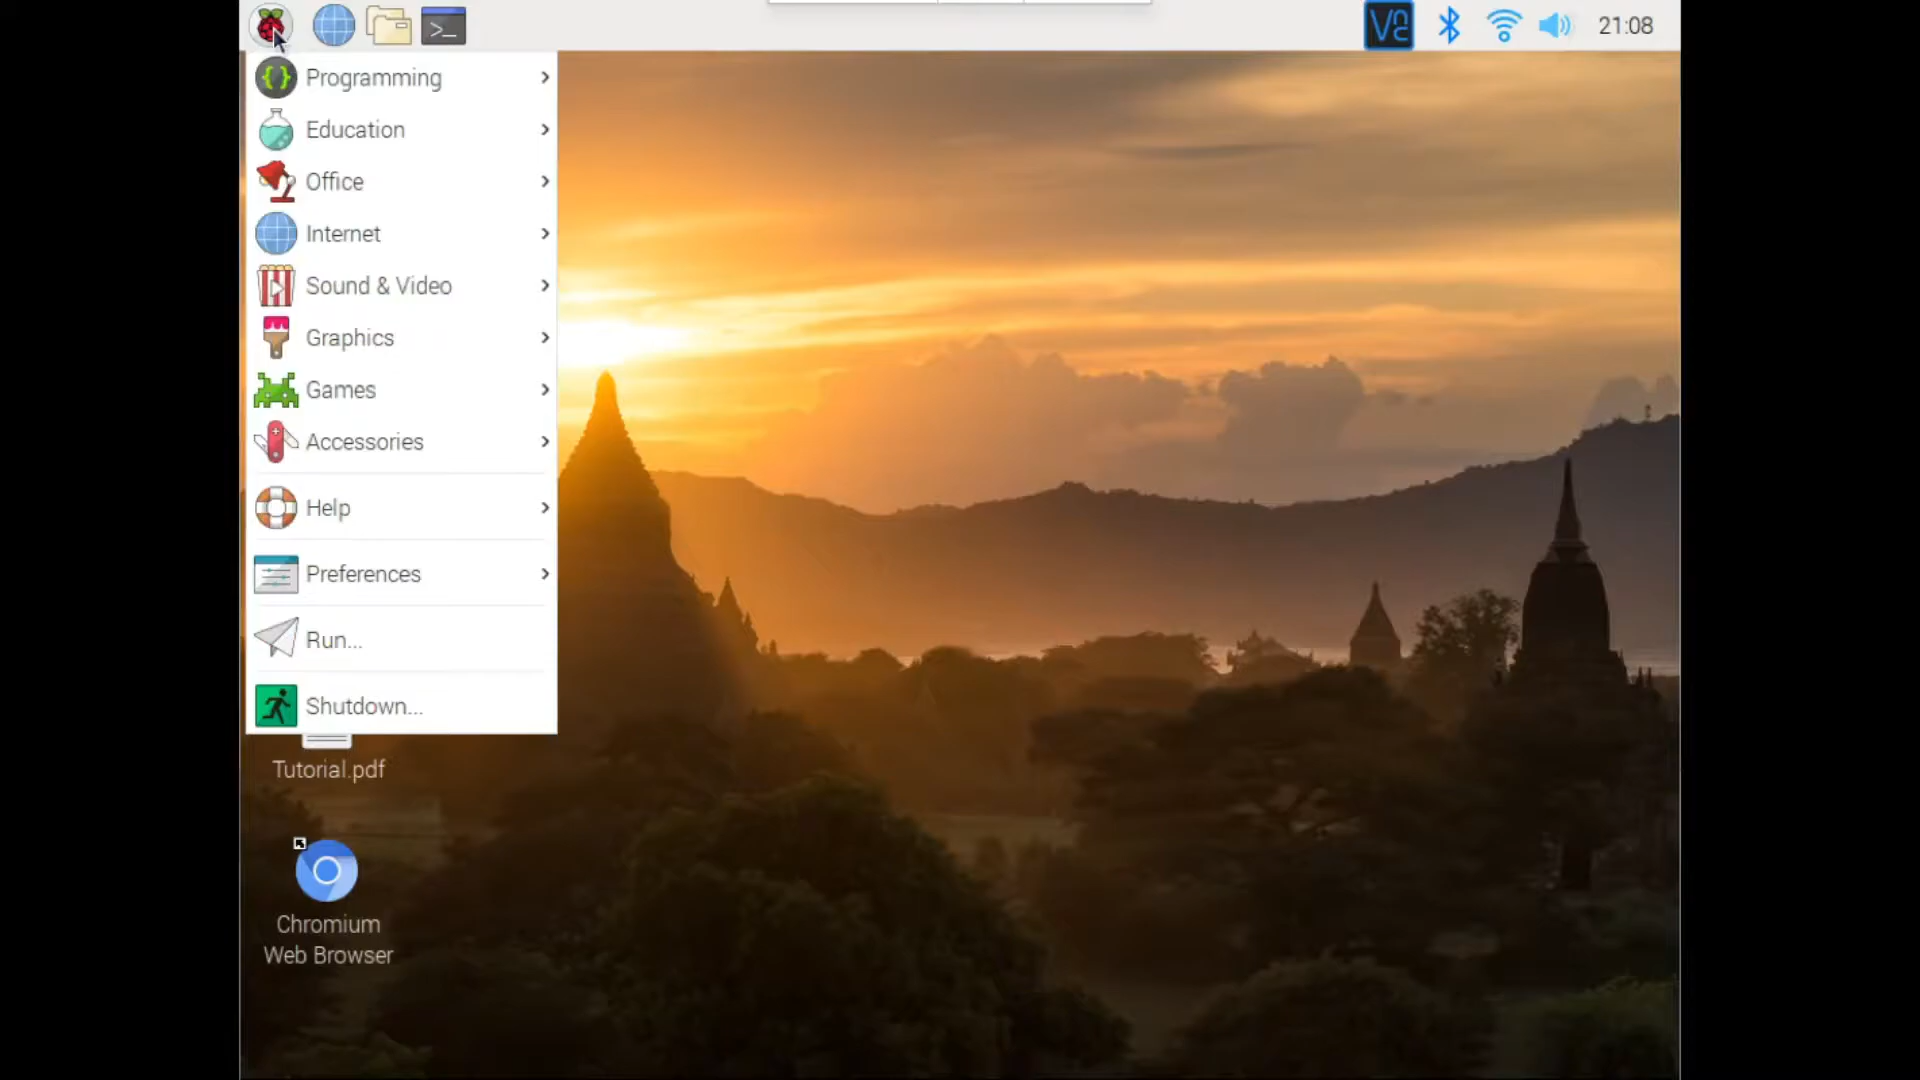 >_
VNC
21:08
Programming
Education
Office
Internet
Sound & Video
Graphics
Games
Accessories
Help
Preferences
Run...
Shutdown...
Tutorial.pdf
Chromium
Web Browser